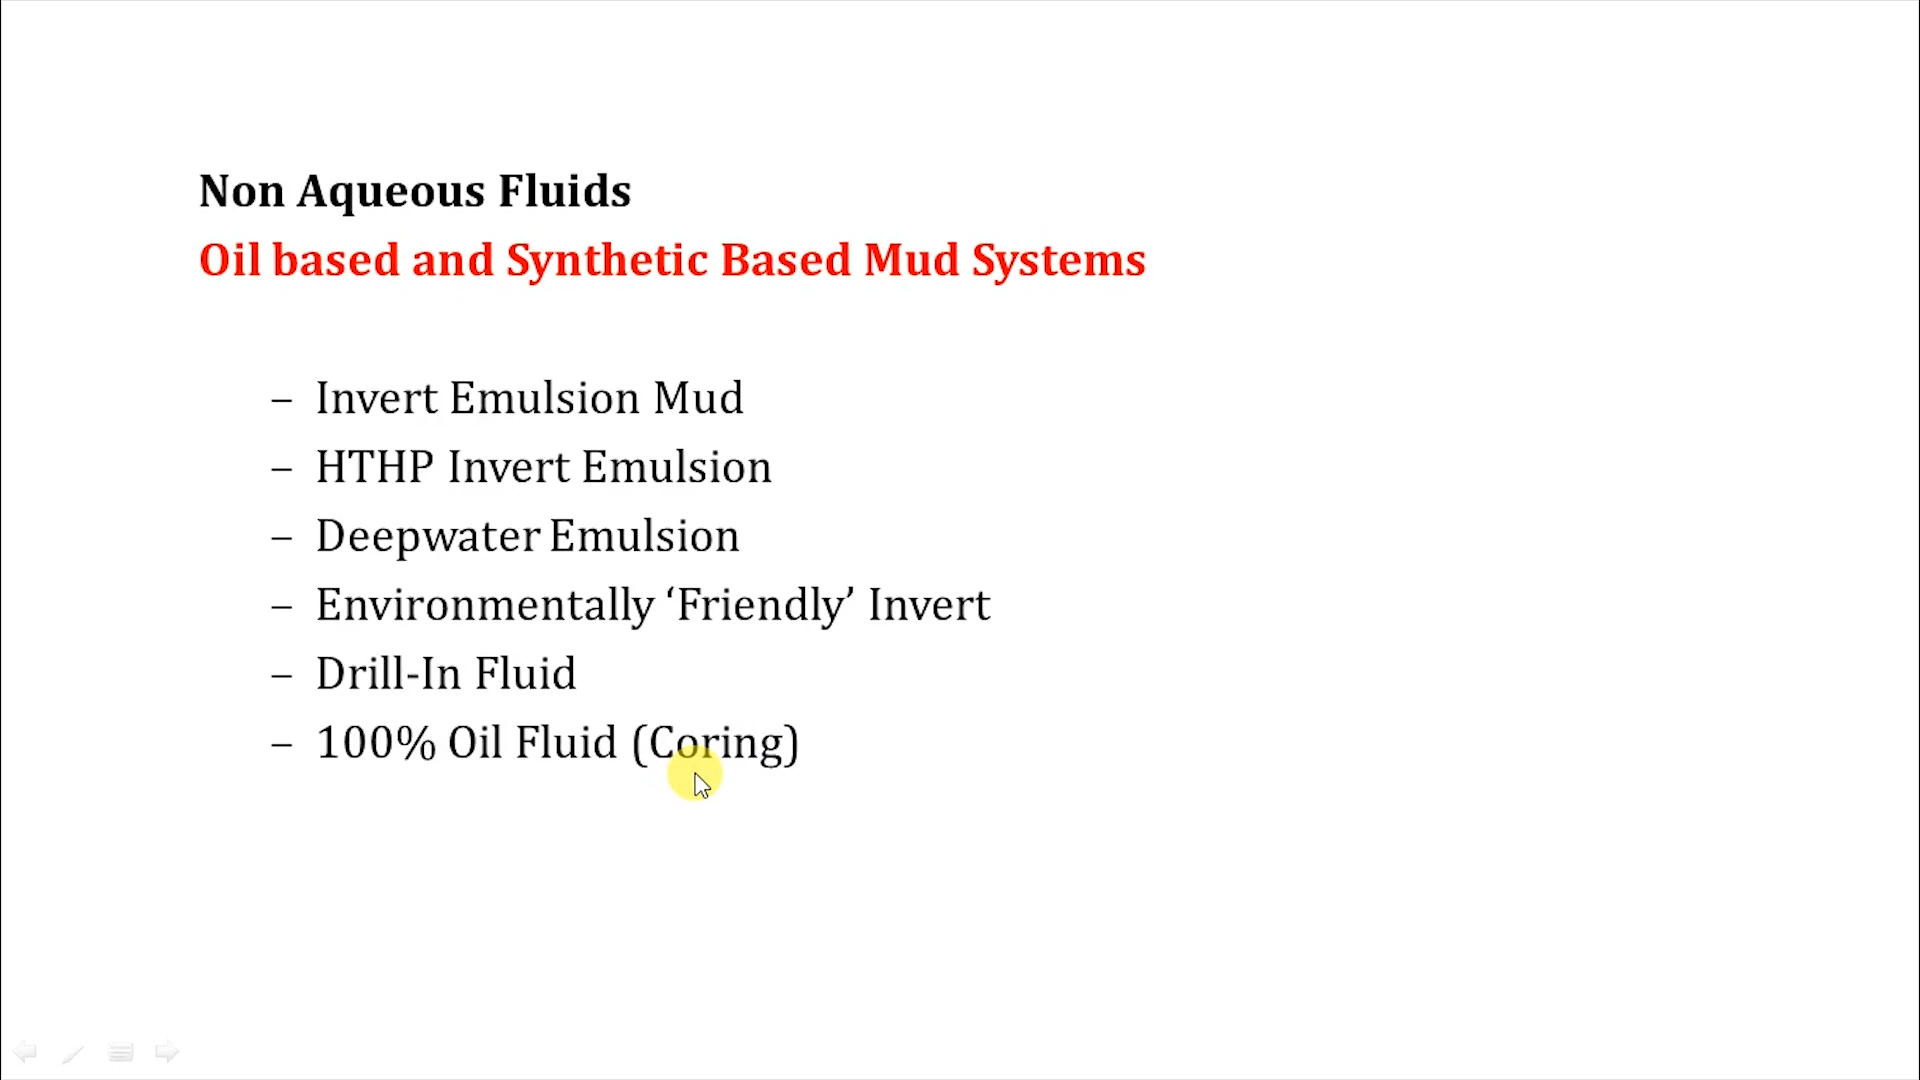 Non Aqueous Fluids
Oil based and Synthetic Based Mud Systems
– Invert Emulsion Mud
– HTHP Invert Emulsion
– Deepwater Emulsion
– Environmentally ‘Friendly’ Invert
– Drill-In Fluid
– 100% Oil Fluid (Coring)